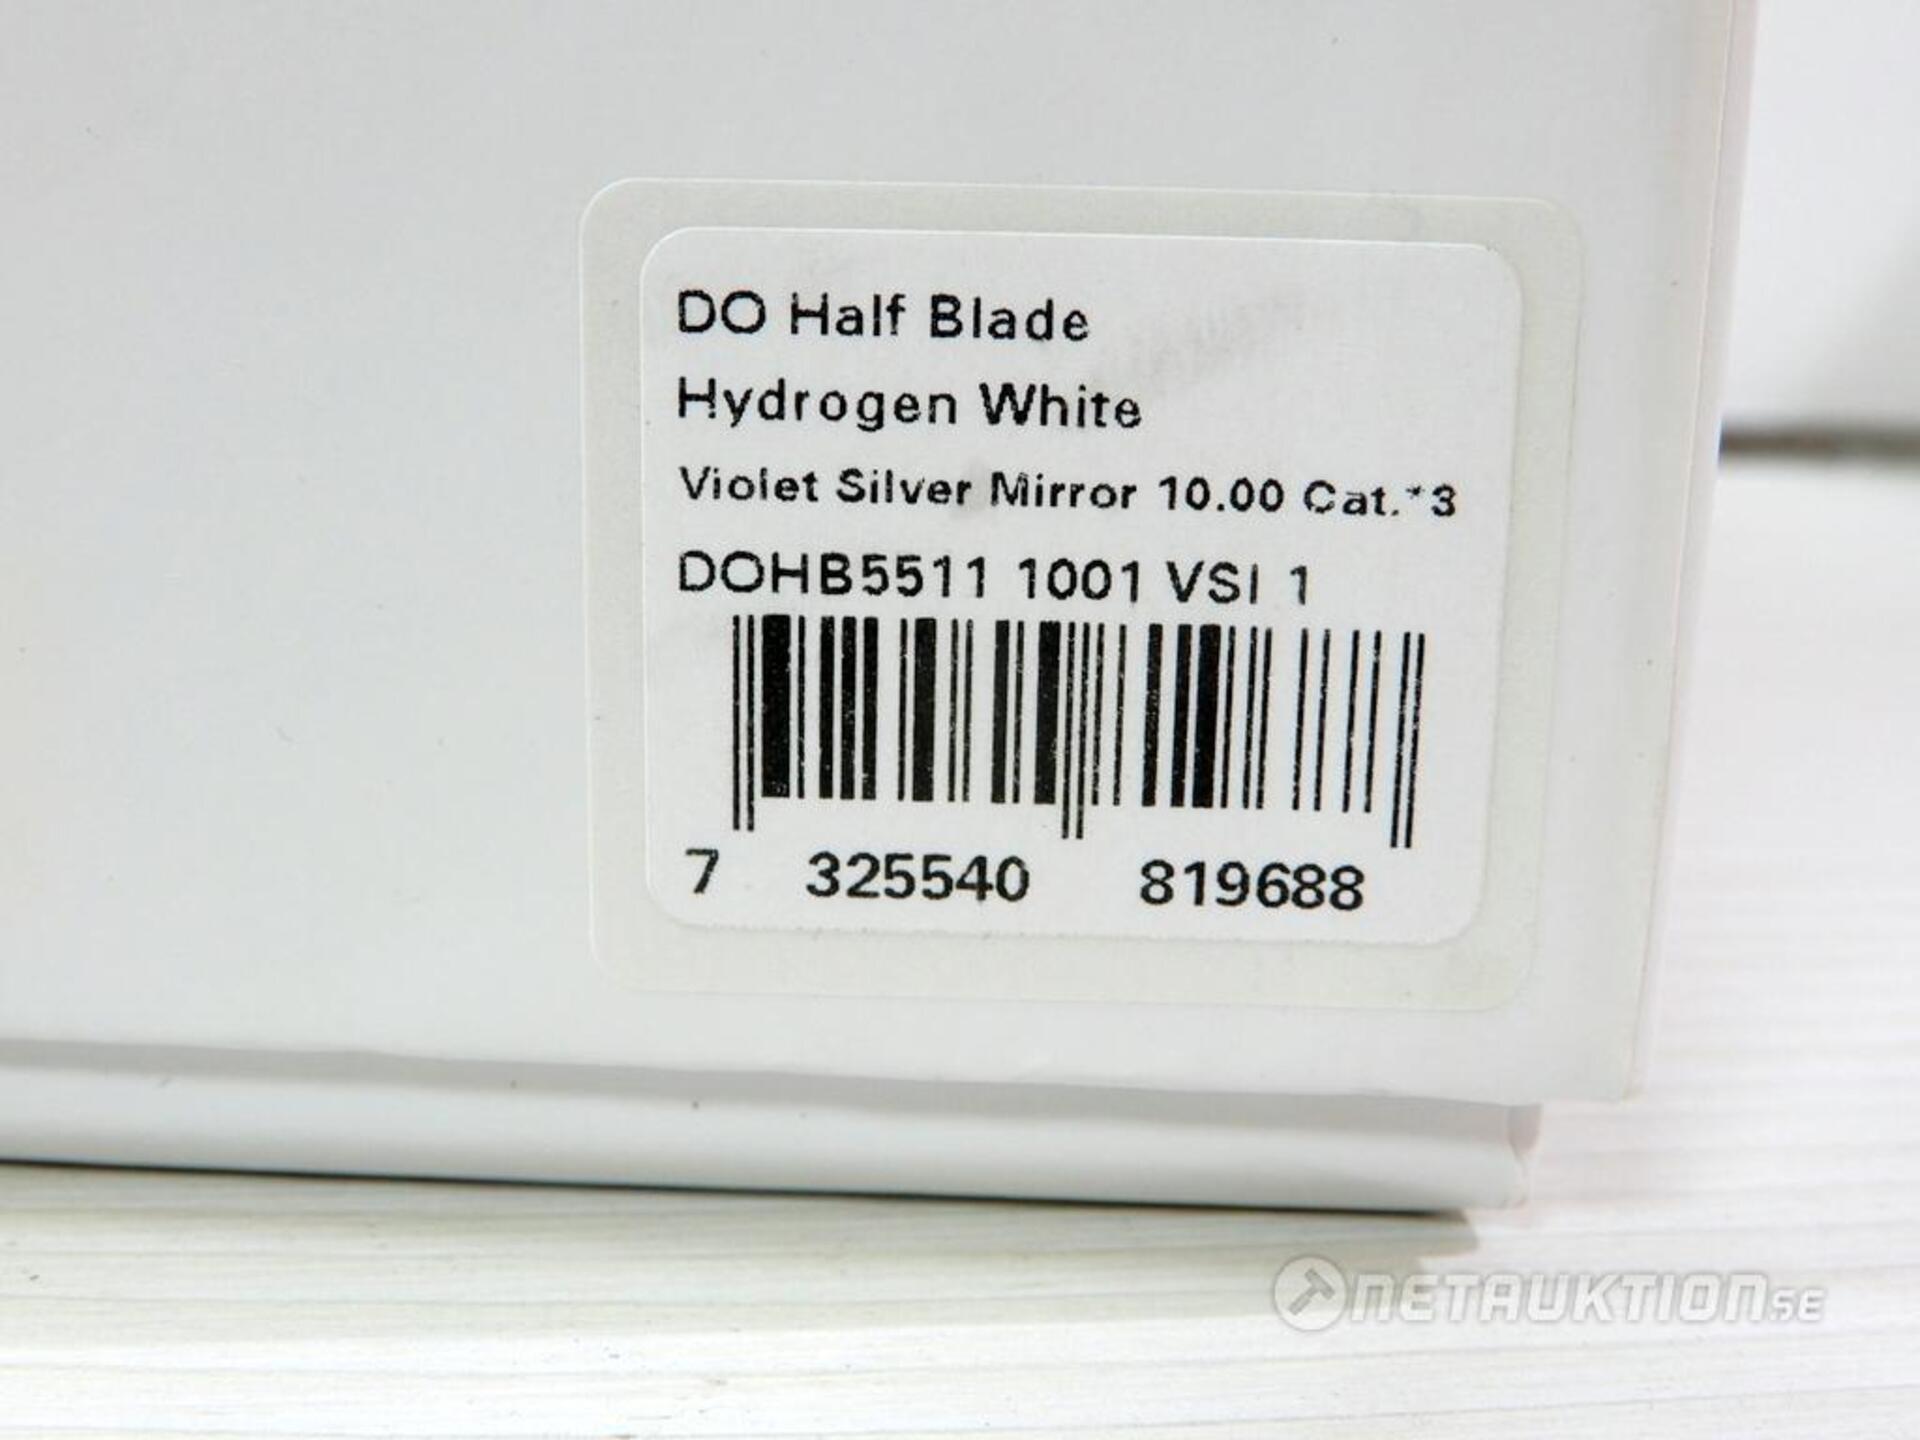 DO Half Blade
Hydrogen White
Violet Silver Mirror 10.00 Cat.*3
DOHB5511 1001 VSI 1
7 325540 819688
NETAUKTION.SE